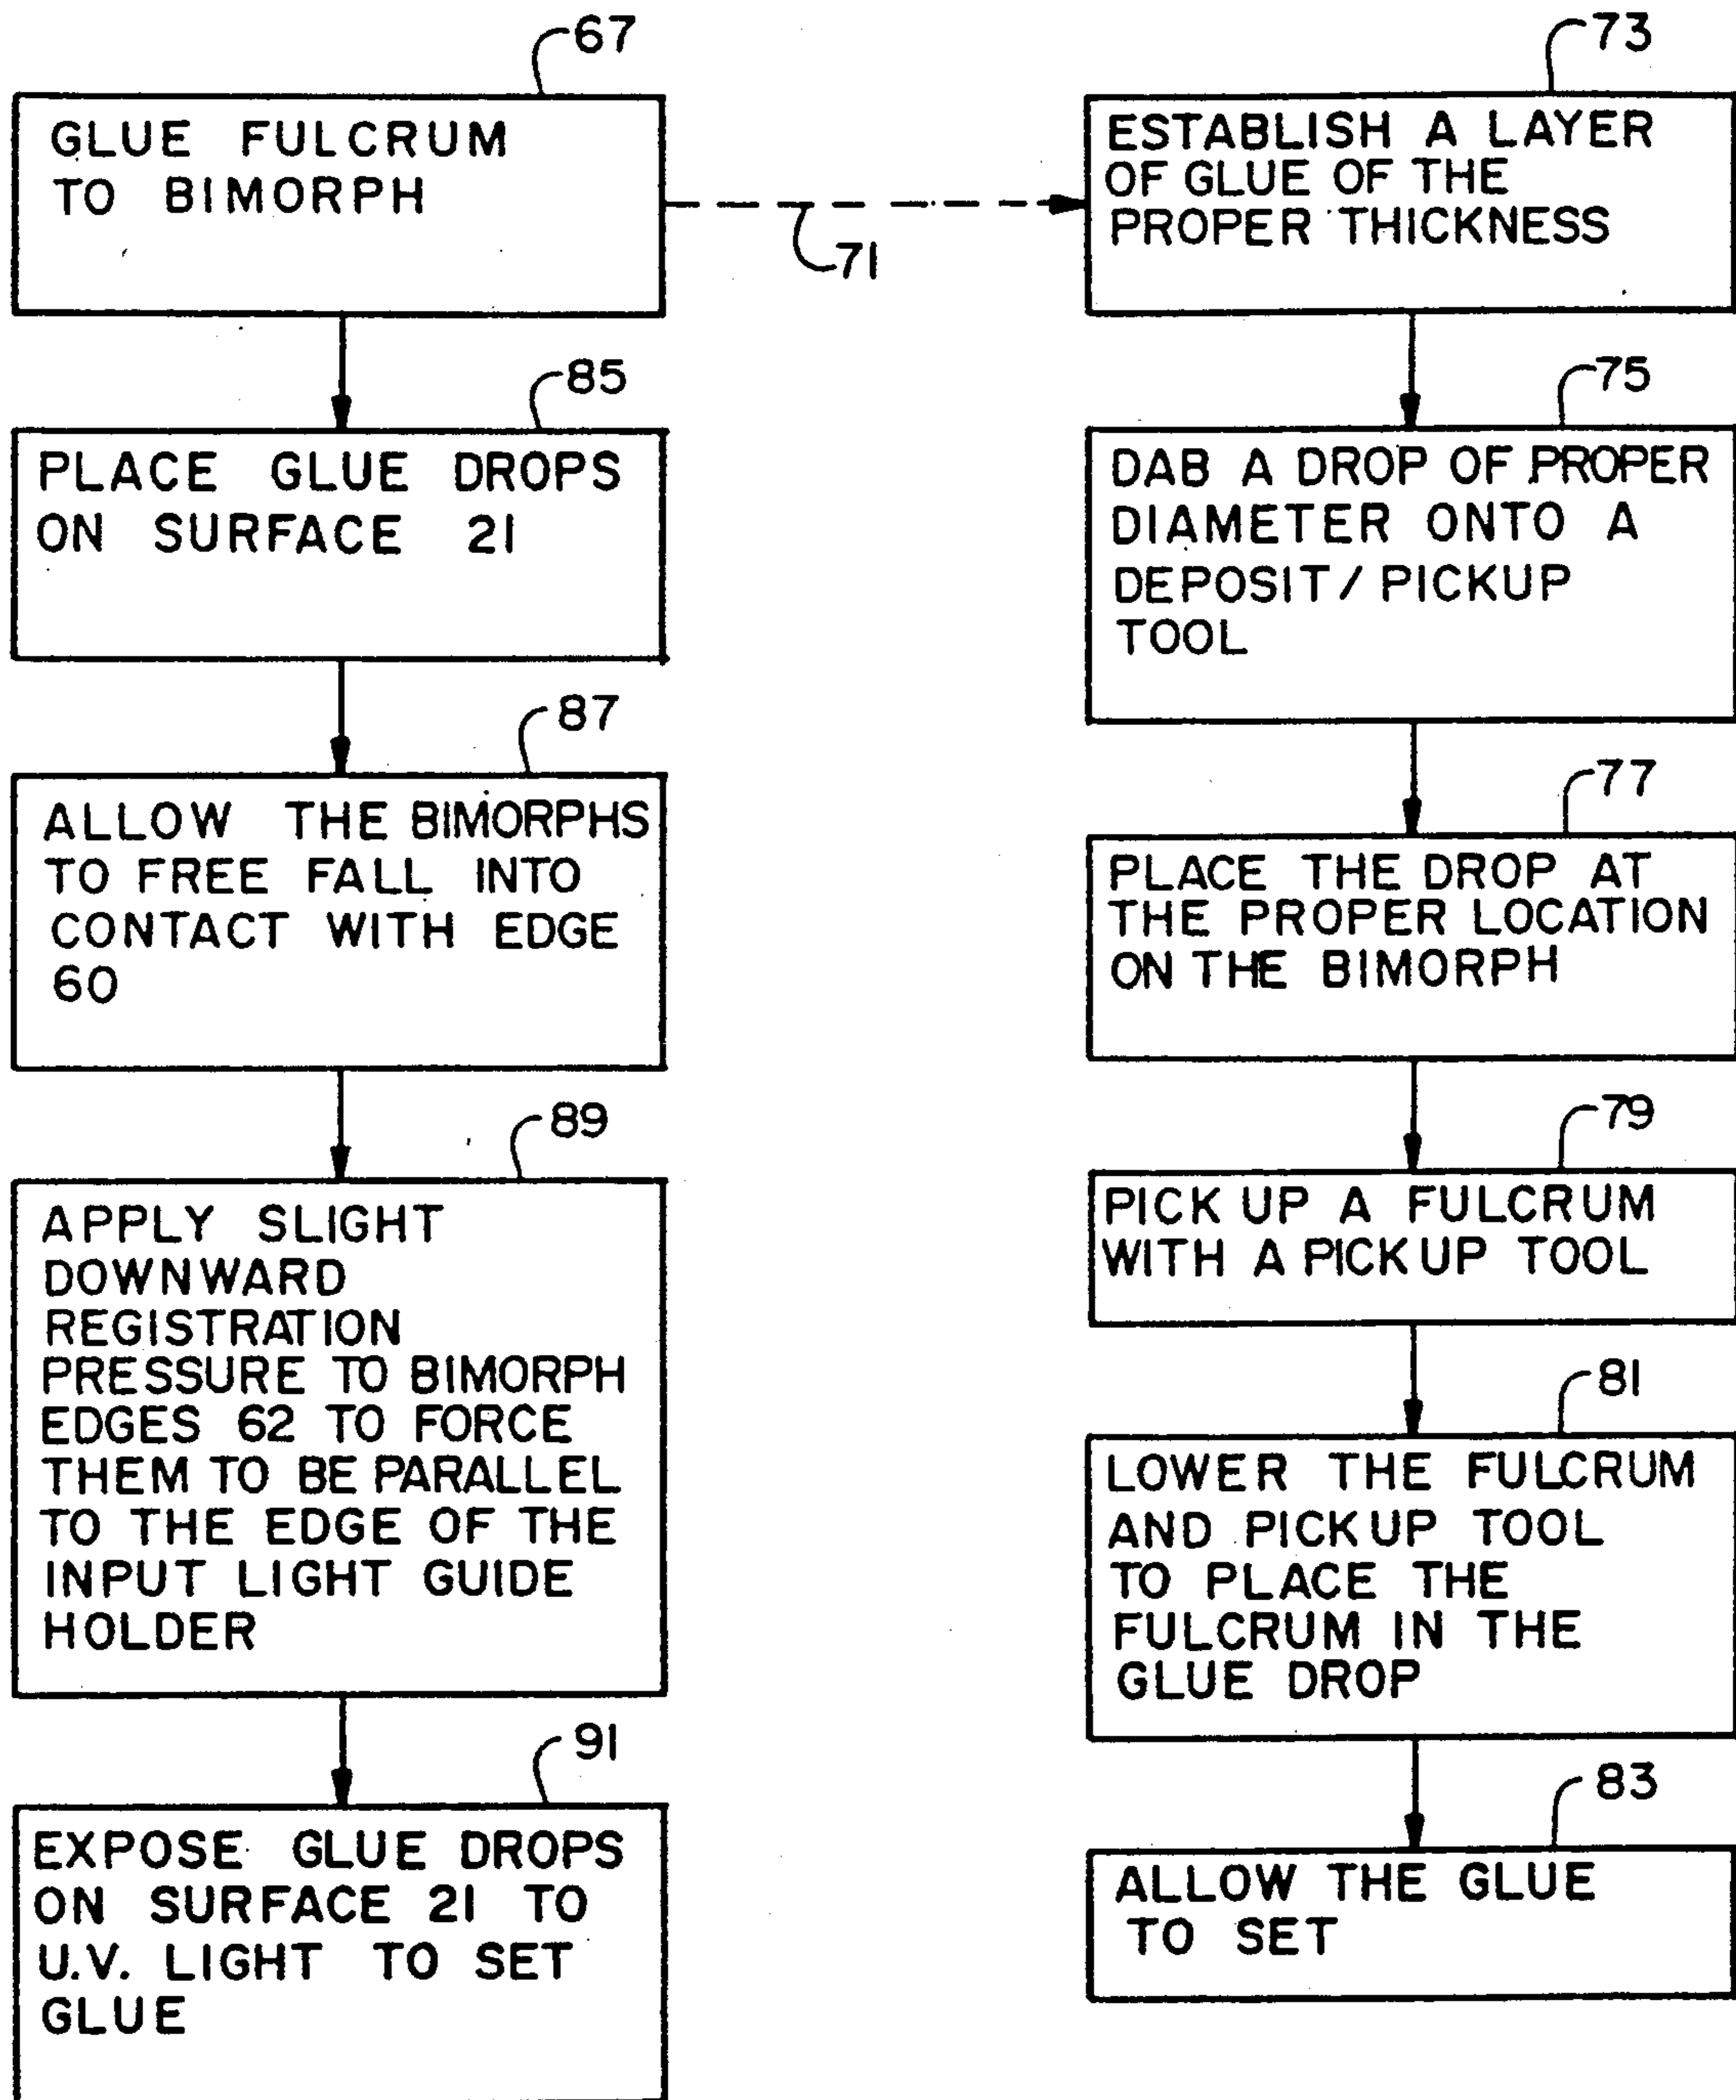 67
GLUE FULCRUM
TO BIMORPH
71
85
PLACE GLUE DROPS
ON SURFACE 21
87
ALLOW THE BIMORPHS
TO FREE FALL INTO
CONTACT WITH EDGE
60
89
APPLY SLIGHT
DOWNWARD
REGISTRATION
PRESSURE TO BIMORPH
EDGES 62 TO FORCE
THEM TO BE PARALLEL
TO THE EDGE OF THE
INPUT LIGHT GUIDE
HOLDER
91
EXPOSE GLUE DROPS
ON SURFACE 21 TO
U.V. LIGHT TO SET
GLUE
73
ESTABLISH A LAYER
OF GLUE OF THE
PROPER THICKNESS
75
DAB A DROP OF PROPER
DIAMETER ONTO A
DEPOSIT/PICKUP
TOOL
77
PLACE THE DROP AT
THE PROPER LOCATION
ON THE BIMORPH
79
PICK UP A FULCRUM
WITH A PICKUP TOOL
81
LOWER THE FULCRUM
AND PICKUP TOOL
TO PLACE THE
FULCRUM IN THE
GLUE DROP
83
ALLOW THE GLUE
TO SET